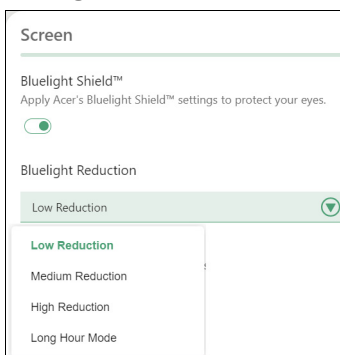 Screen
Bluelight Shield™
Apply Acer's Bluelight Shield™ settings to protect your eyes.
Bluelight Reduction
Low Reduction
Low Reduction
Medium Reduction
High Reduction
Long Hour Mode